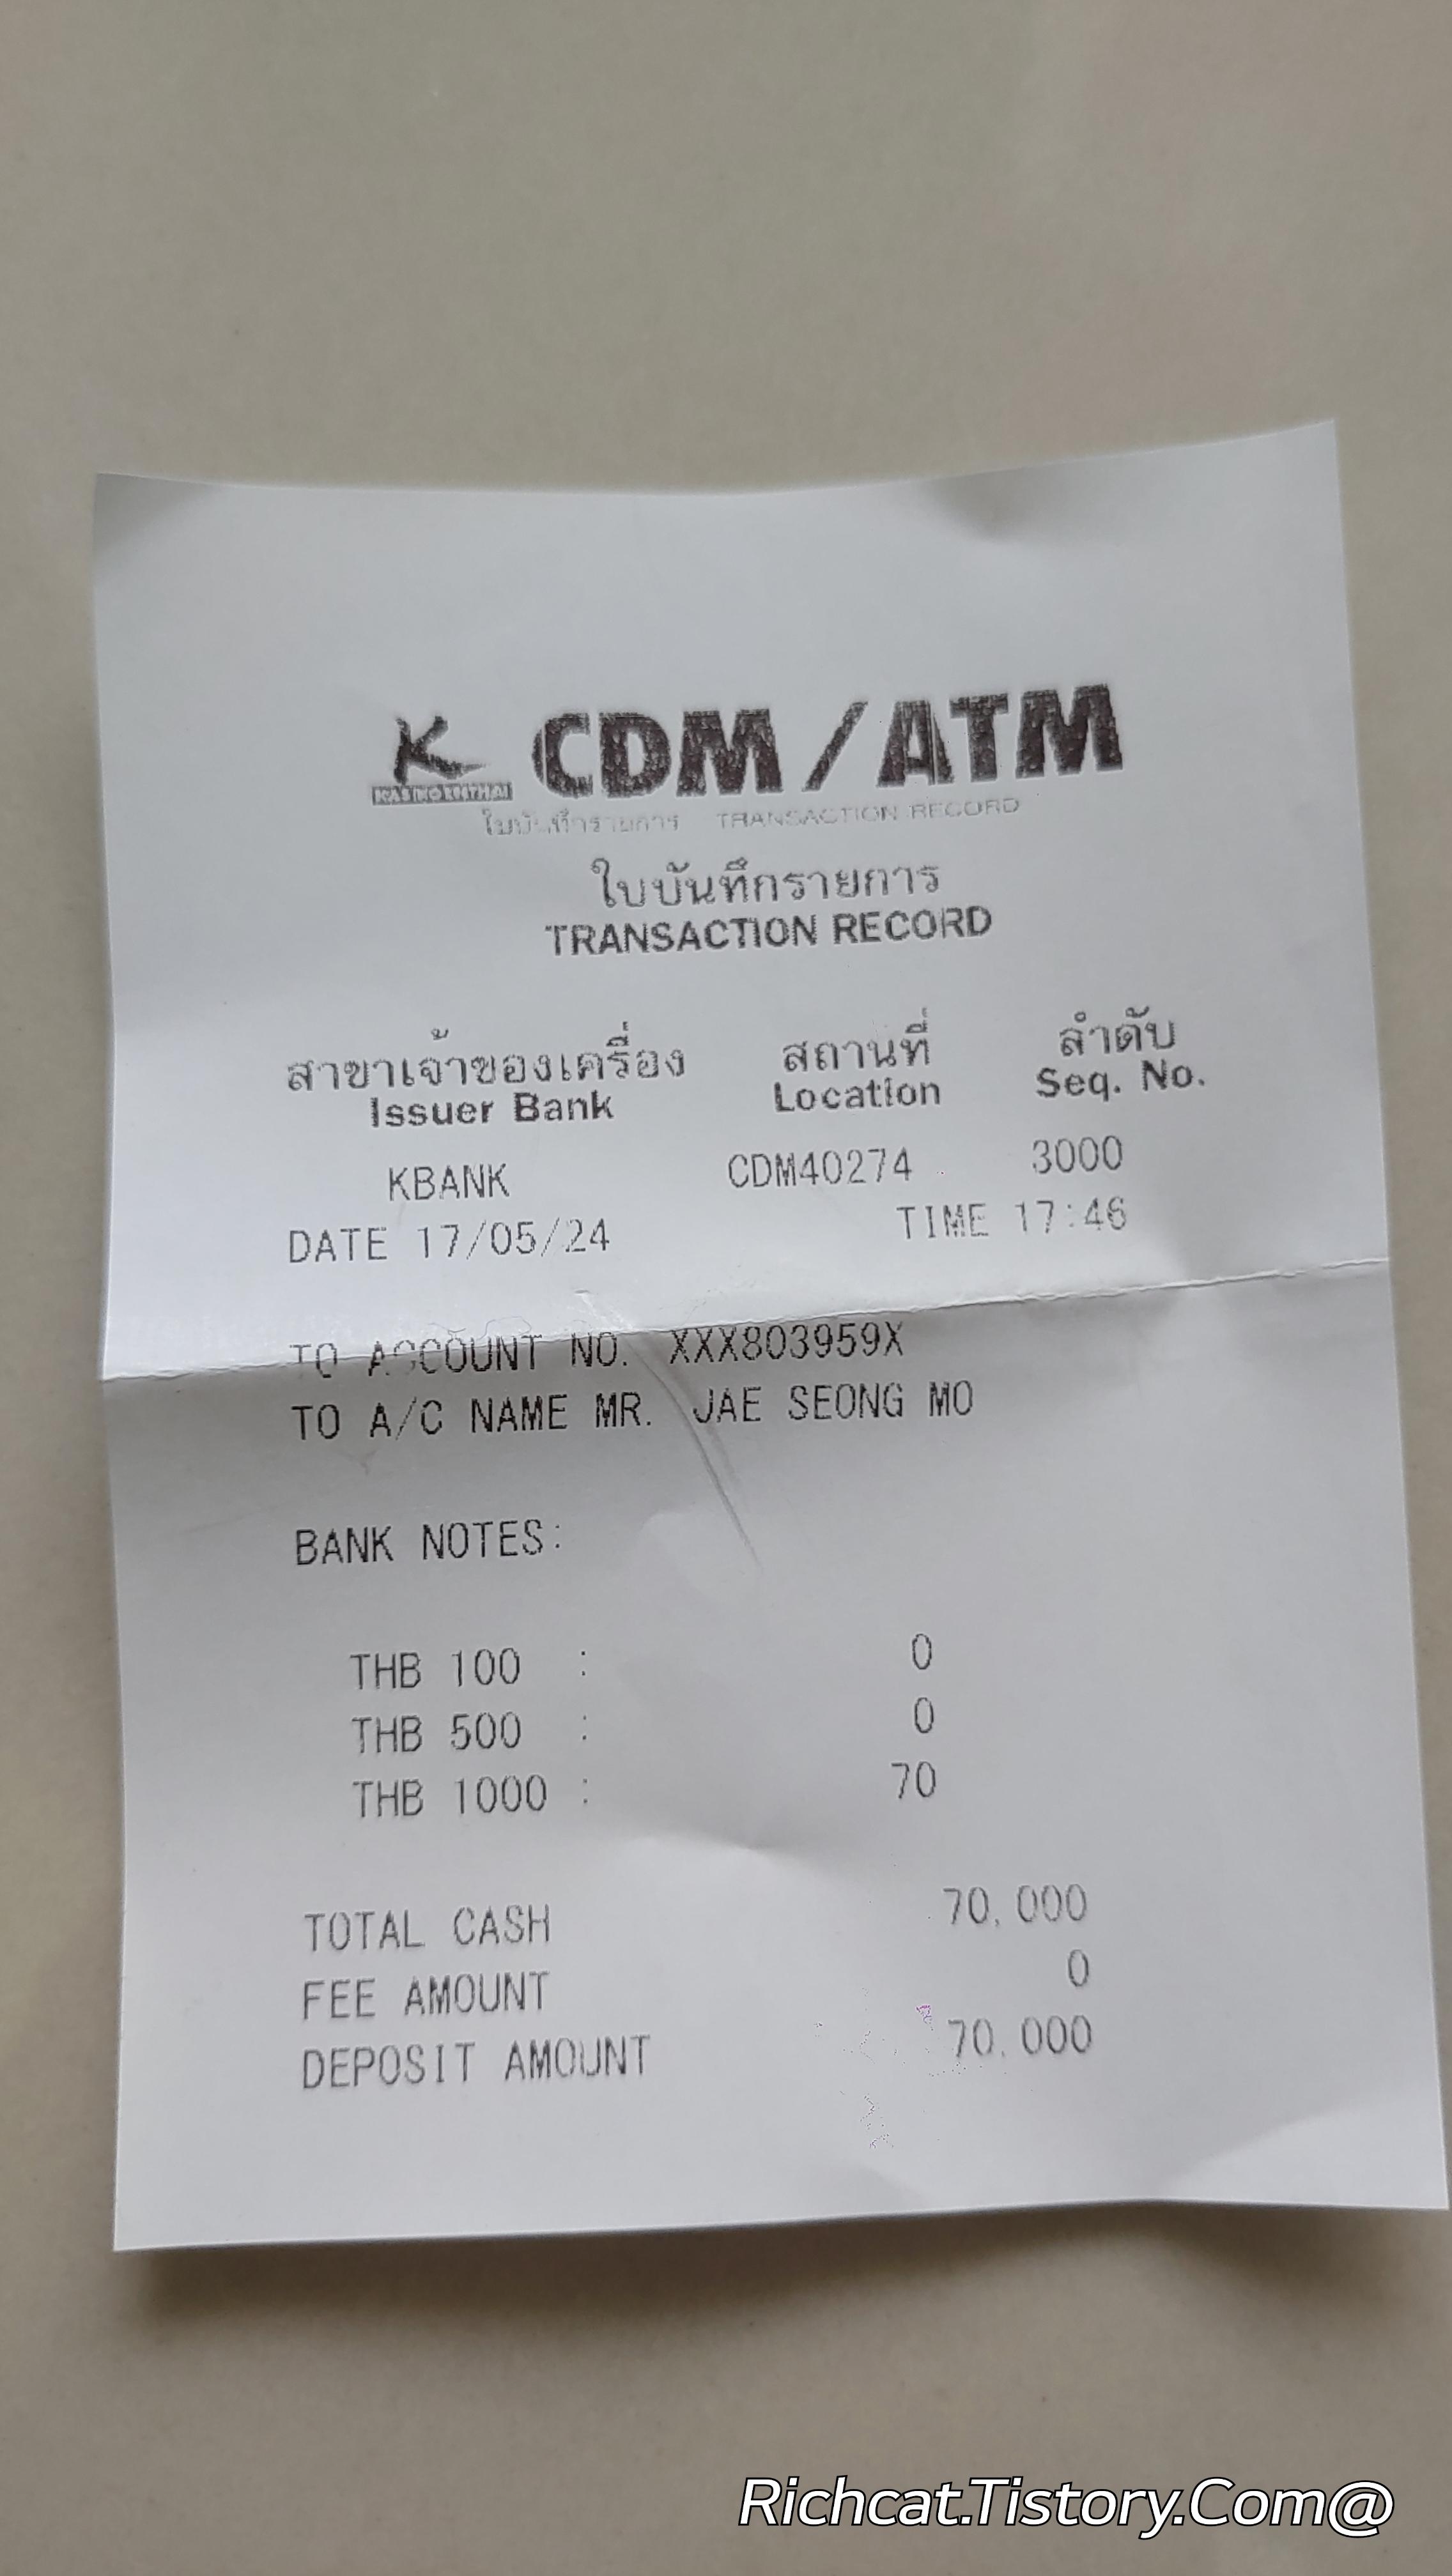 K CDM/ATM
KASIKORNTHAI
ใบบันทึกรายการ TRANSACTION RECORD
ใบบันทึกรายการ
TRANSACTION RECORD
สาขาเจ้าของเครื่อง สถานที่ ลำดับ
Issuer Bank Location Seq. No.
KBANK CDM40274 3000
DATE 17/05/24 TIME 17:46
TO ACCOUNT NO. XXX803959X
TO A/C NAME MR. JAE SEONG MO
BANK NOTES:
THB 100 : 0
THB 500 : 0
THB 1000 : 70
TOTAL CASH 70,000
FEE AMOUNT 0
DEPOSIT AMOUNT 70,000
Richcat.Tistory.Com@